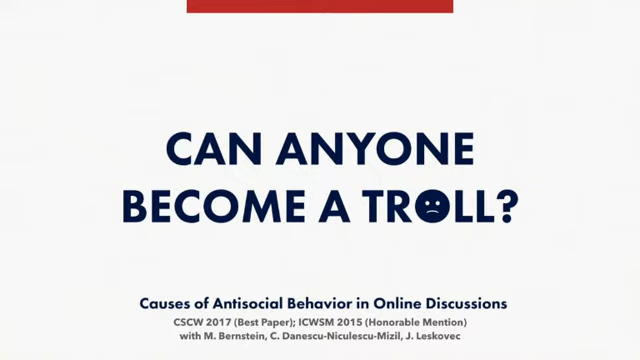 CAN ANYONE
BECOME A TROLL?
Causes of Antisocial Behavior in Online Discussions
CSCW 2017 (Best Paper); ICWSM 2015 (Honorable Mention)
with M. Bernstein, C. Danescu-Niculescu-Mizil, J. Leskovec